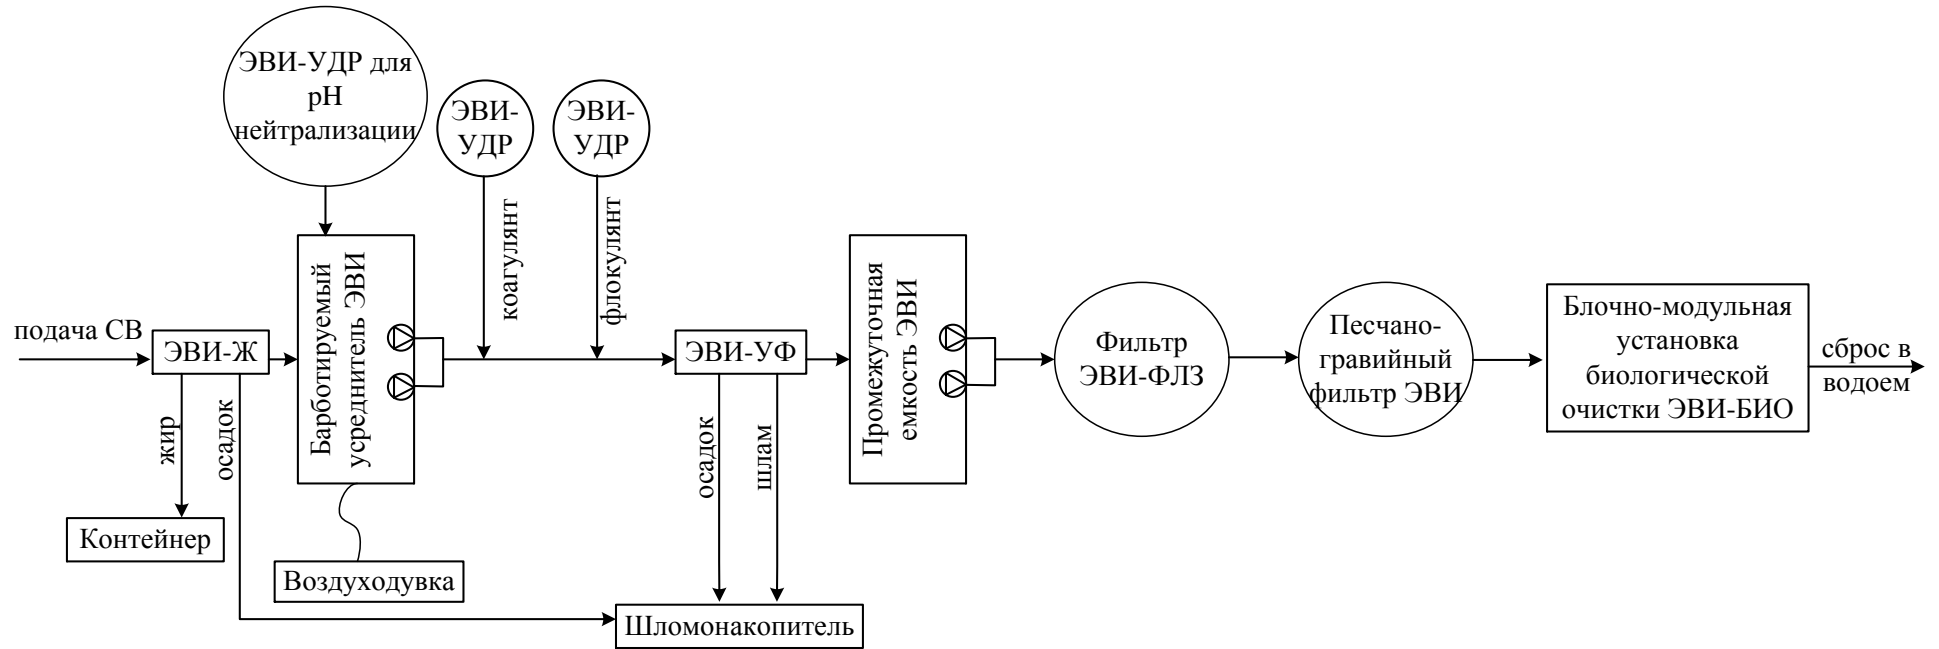 ЭВИ-УДР для
pH
нейтрализации
ЭВИ-
УДР
ЭВИ-
УДР
коагулянт
флокулянт
подача СВ
ЭВИ-Ж
Барботируемый
усреднитель ЭВИ
ЭВИ-УФ
Промежуточная
емкость ЭВИ
Фильтр
ЭВИ-ФЛЗ
Песчано-
гравийный
фильтр ЭВИ
Блочно-модульная
установка
биологической
очистки ЭВИ-БИО
сброс в
водоем
жир
осадок
осадок
шлам
Контейнер
Воздуходувка
Шломонакопитель